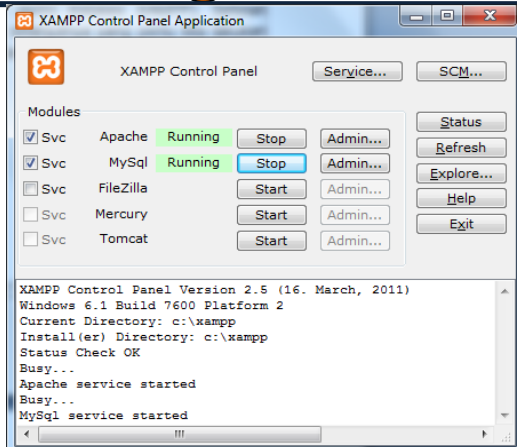 XAMPP Control Panel Application
XAMPP Control Panel
Service...
SCM...
Modules
Svc Apache Running Stop Admin...
Svc MySql Running Stop Admin...
Svc FileZilla Start Admin...
Svc Mercury Start Admin...
Svc Tomcat Start Admin...
Status
Refresh
Explore...
Help
Exit
XAMPP Control Panel Version 2.5 (16. March, 2011)
Windows 6.1 Build 7600 Platform 2
Current Directory: c:\xampp
Install(er) Directory: c:\xampp
Status Check OK
Busy...
Apache service started
Busy...
MySql service started